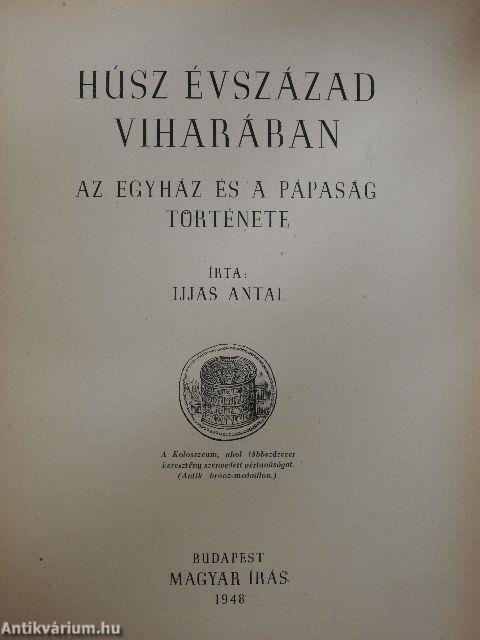 HÚSZ ÉVSZÁZAD
VIHARÁBAN
AZ EGYHÁZ ÉS A PÁPASÁG
TÖRTÉNETE
ÍRTA:
IJJAS ANTAL
A Kolosszeum, ahol többszázezer
keresztény szenvedett vértanúságot.
(Antik bronz-medaillon.)
BUDAPEST
MAGYAR ÍRÁS
1948
Antikvárium.hu